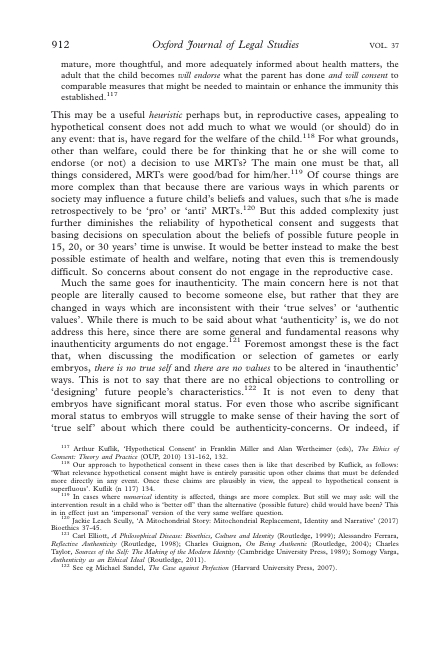 912 Oxford Journal of Legal Studies VOL. 37
mature, more thoughtful, and more adequately informed about health matters, the
adult that the child becomes will endorse what the parent has done and will consent to
comparable measures that might be needed to maintain or enhance the immunity this
established.117
This may be a useful heuristic perhaps but, in reproductive cases, appealing to
hypothetical consent does not add much to what we would (or should) do in
any event: that is, have regard for the welfare of the child.118 For what grounds,
other than welfare, could there be for thinking that he or she will come to
endorse (or not) a decision to use MRTs? The main one must be that, all
things considered, MRTs were good/bad for him/her.119 Of course things are
more complex than that because there are various ways in which parents or
society may influence a future child's beliefs and values, such that s/he is made
retrospectively to be 'pro' or 'anti' MRTs.120 But this added complexity just
further diminishes the reliability of hypothetical consent and suggests that
basing decisions on speculation about the beliefs of possible future people in
15, 20, or 30 years' time is unwise. It would be better instead to make the best
possible estimate of health and welfare, noting that even this is tremendously
difficult. So concerns about consent do not engage in the reproductive case.
Much the same goes for inauthenticity. The main concern here is not that
people are literally caused to become someone else, but rather that they are
changed in ways which are inconsistent with their 'true selves' or 'authentic
values'. While there is much to be said about what 'authenticity' is, we do not
address this here, since there are some general and fundamental reasons why
inauthenticity arguments do not engage.121 Foremost amongst these is the fact
that, when discussing the modification or selection of gametes or early
embryos, there is no true self and there are no values to be altered in 'inauthentic'
ways. This is not to say that there are no ethical objections to controlling or
'designing' future people's characteristics.122 It is not even to deny that
embryos have significant moral status. For even those who ascribe significant
moral status to embryos will struggle to make sense of their having the sort of
'true self' about which there could be authenticity-concerns. Or indeed, if
117 Arthur Kuflik, 'Hypothetical Consent' in Franklin Miller and Alan Wertheimer (eds), The Ethics of
Consent: Theory and Practice (OUP, 2010) 131-162, 132.
118 Our approach to hypothetical consent in these cases then is like that described by Kuflick, as follows:
'What relevance hypothetical consent might have is entirely parasitic upon other claims that must be defended
more directly in any event. Once these claims are plausibly in view, the appeal to hypothetical consent is
superfluous'. Kuflik (n 117) 134.
119 In cases where numerical identity is affected, things are more complex. But still we may ask: will the
intervention result in a child who is 'better off' than the alternative (possible future) child would have been? This
is in effect just an 'impersonal' version of the very same welfare question.
120 Jackie Leach Scully, 'A Mitochondrial Story: Mitochondrial Replacement, Identity and Narrative' (2017)
Bioethics 37-45.
121 Carl Elliott, A Philosophical Disease: Bioethics, Culture and Identity (Routledge, 1999); Alessandro Ferrara,
Reflective Authenticity (Routledge, 1998); Charles Guignon, On Being Authentic (Routledge, 2004); Charles
Taylor, Sources of the Self: The Making of the Modern Identity (Cambridge University Press, 1989); Somogy Varga,
Authenticity as an Ethical Ideal (Routledge, 2011).
122 See eg Michael Sandel, The Case against Perfection (Harvard University Press, 2007).